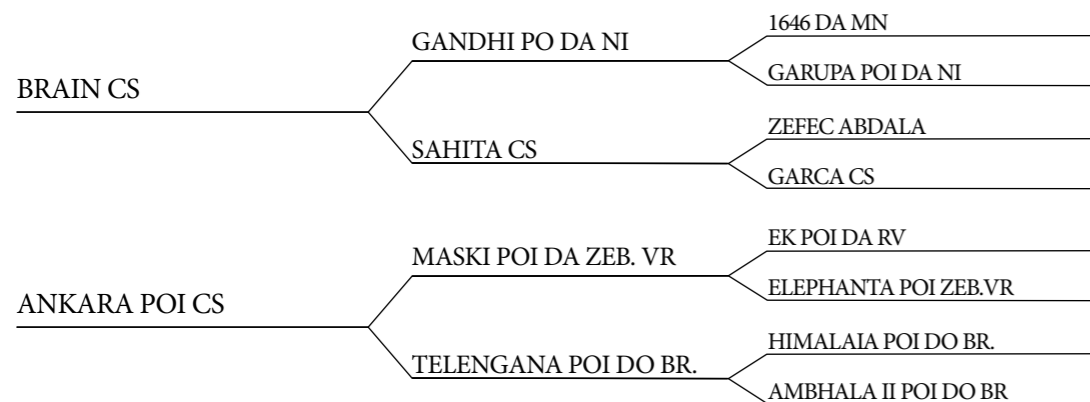 1646 DA MN
GANDHI PO DA NI
GARUPA POI DA NI
BRAIN CS
ZEFEC ABDALA
SAHITA CS
GARCA CS
EK POI DA RV
MASKI POI DA ZEB. VR
ELEPHANTA POI ZEB.VR
ANKARA POI CS
HIMALAIA POI DO BR.
TELENGANA POI DO BR.
AMBHALA II POI DO BR